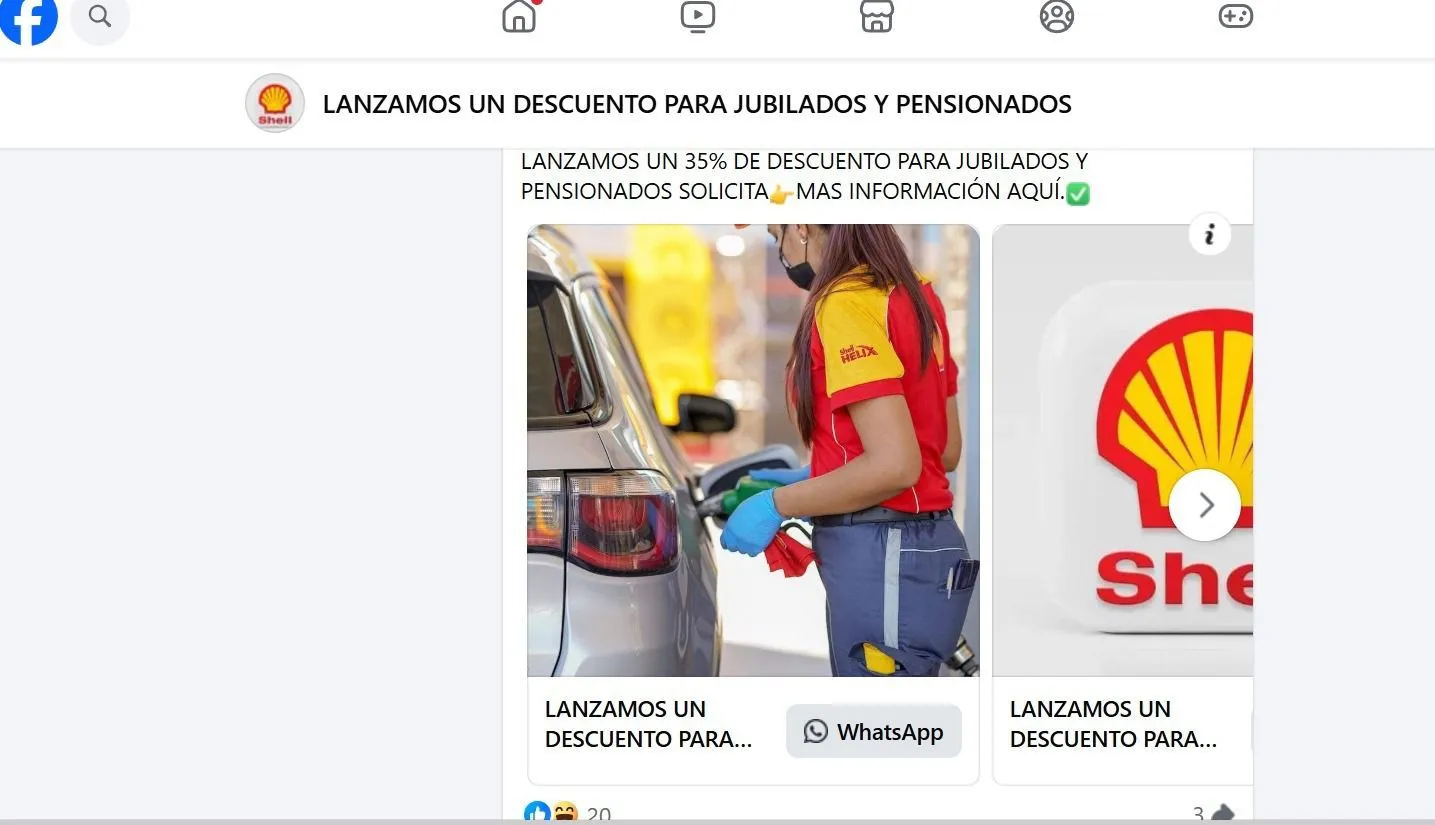 Shell
LANZAMOS UN DESCUENTO PARA JUBILADOS Y PENSIONADOS
LANZAMOS UN 35% DE DESCUENTO PARA JUBILADOS Y
PENSIONADOS SOLICITA👉MAS INFORMACIÓN AQUÍ.✅
Shell
HELIX
She
LANZAMOS UN
DESCUENTO PARA...
WhatsApp
LANZAMOS UN
DESCUENTO PARA...
20
3